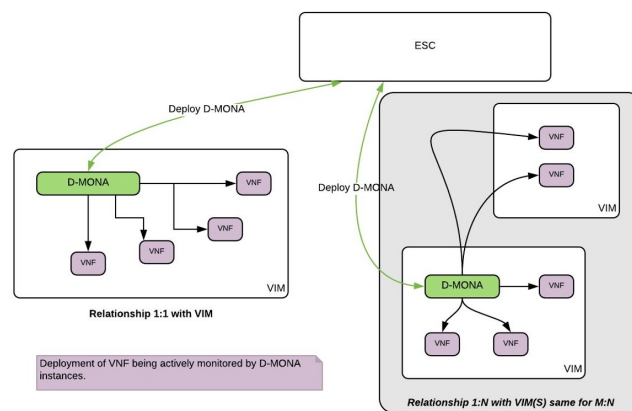 ESC
Deploy D-MONA
VNF
VNF
VIM
D-MONA
VNF
VNF
VNF
VNF
VIM
Relationship 1:1 with VIM
Deploy D-MONA
D-MONA
VNF
VNF
VNF
VIM
Deployment of VNF being actively monitored by D-MONA
instances.
Relationship 1:N with VIM(S) same for M:N